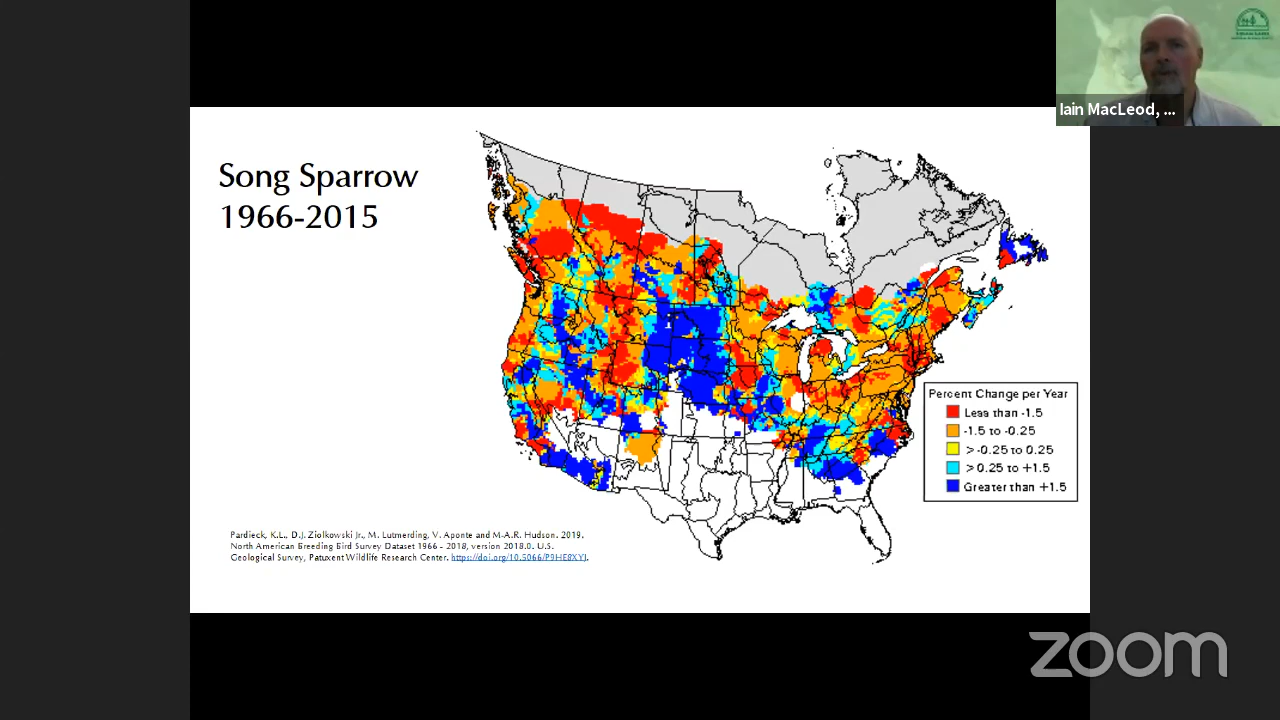 Iain MacLeod, ...
Song Sparrow
1966-2015
Percent Change per Year
Less than -1.5
-1.5 to -0.25
> -0.25 to 0.25
> 0.25 to +1.5
Greater than +1.5
Pardieck, K.L., D.J. Ziolkowski Jr., M. Lutmerding, V. Aponte and M-A.R. Hudson. 2019.
North American Breeding Bird Survey Dataset 1966 - 2018, version 2018.0. U.S.
Geological Survey, Patuxent Wildlife Research Center. https://doi.org/10.5066/P9HE8XYJ.
zoom